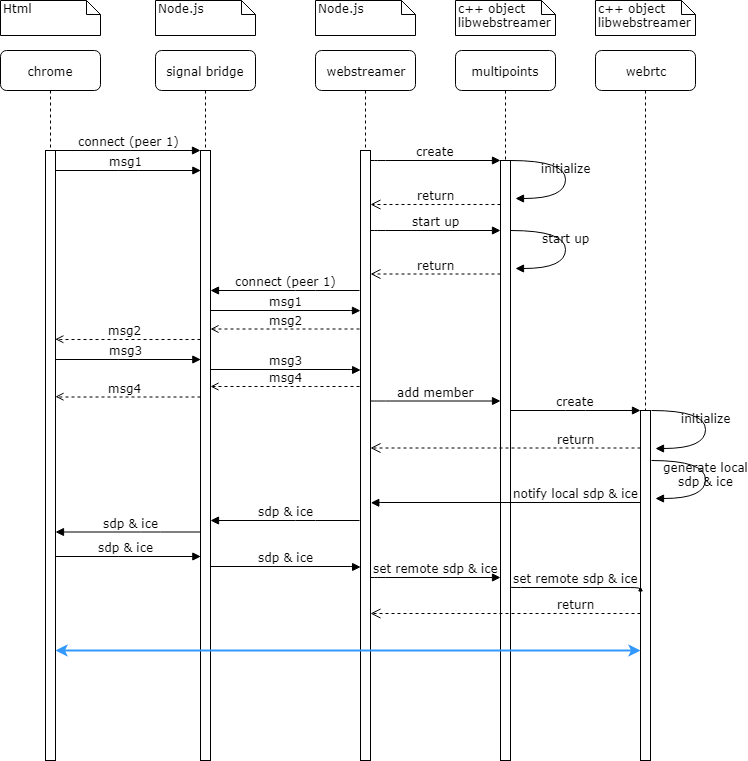 Html
Node.js
Node.js
c++ object
libwebstreamer
c++ object
libwebstreamer
chrome
signal bridge
webstreamer
multipoints
webrtc
connect (peer 1)
msg1
create
initialize
return
start up
start up
return
connect (peer 1)
msg1
msg2
msg2
msg3
msg3
msg4
msg4
add member
create
initialize
return
generate local
sdp & ice
notify local sdp & ice
sdp & ice
sdp & ice
sdp & ice
sdp & ice
set remote sdp & ice
set remote sdp & ice
return